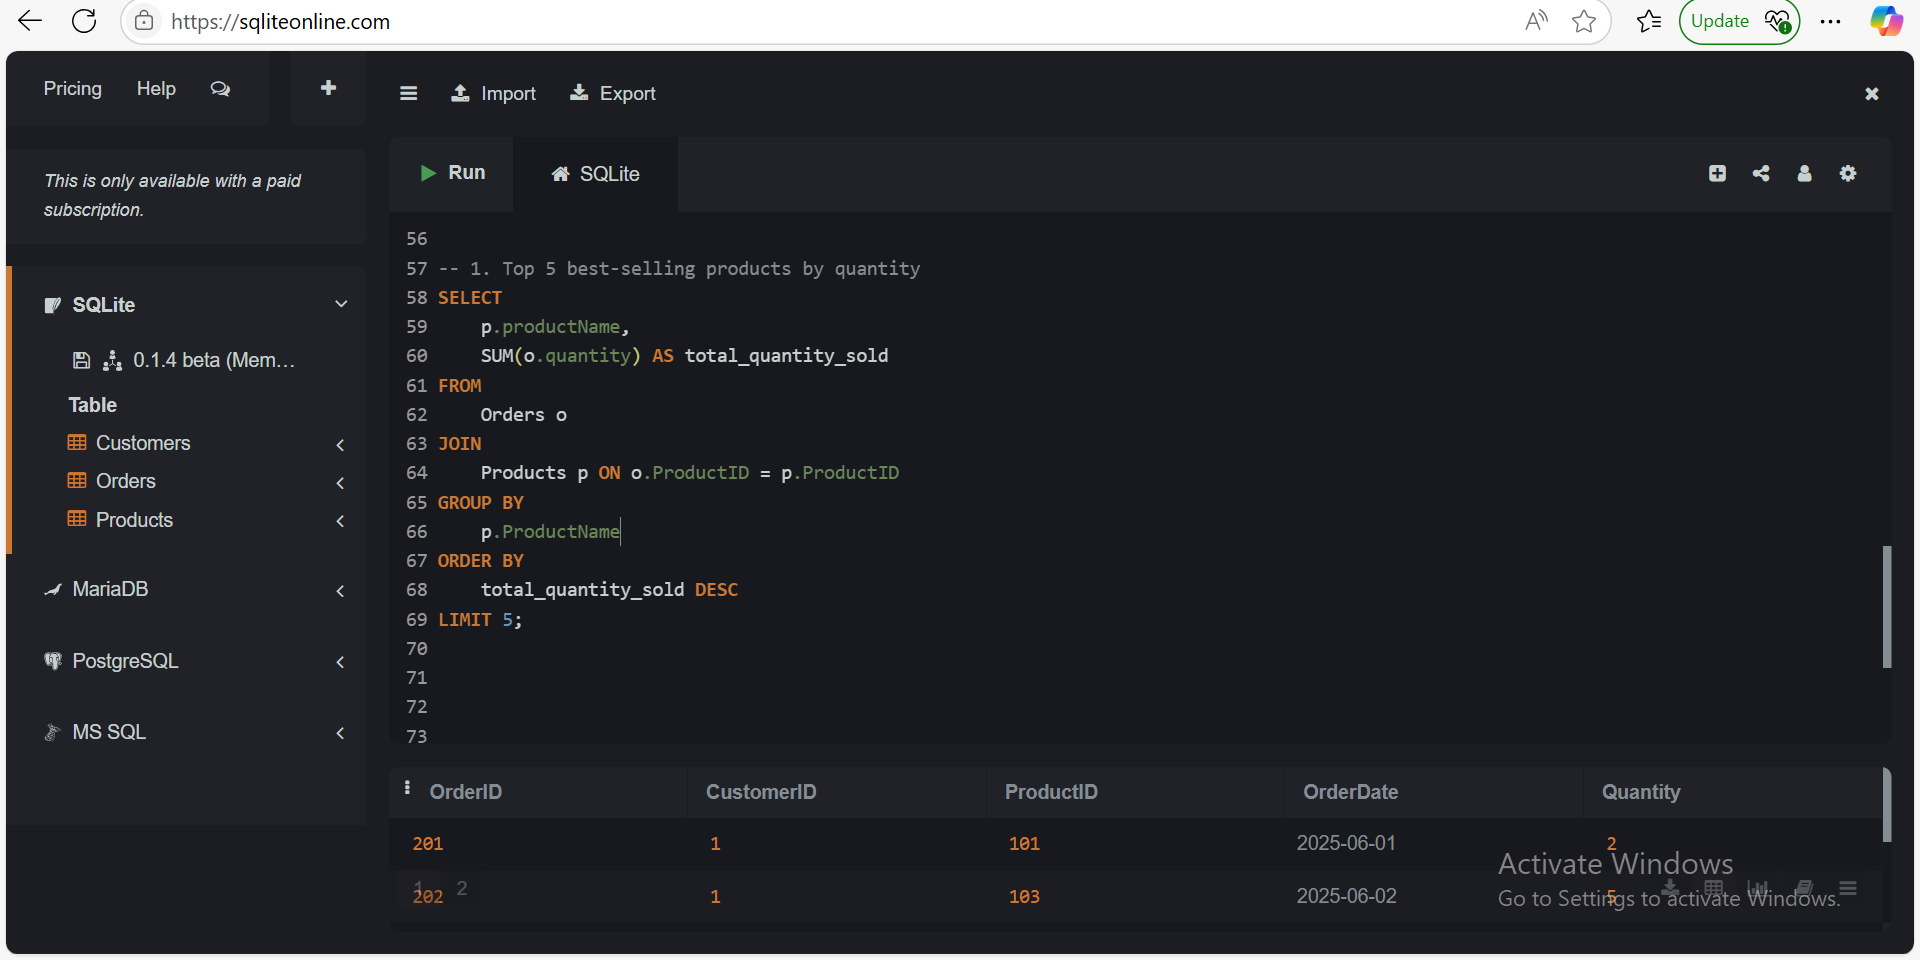 https://sqliteonline.com
Update
Pricing Help
Import Export
This is only available with a paid
subscription.
Run SQLite
SQLite
0.1.4 beta (Mem...
Table
Customers
Orders
Products
MariaDB
PostgreSQL
MS SQL
56
57 -- 1. Top 5 best-selling products by quantity
58 SELECT
59 p.productName,
60 SUM(o.quantity) AS total_quantity_sold
61 FROM
62 Orders o
63 JOIN
64 Products p ON o.ProductID = p.ProductID
65 GROUP BY
66 p.ProductName
67 ORDER BY
68 total_quantity_sold DESC
69 LIMIT 5;
70
71
72
73
OrderID CustomerID ProductID OrderDate Quantity
201 1 101 2025-06-01 2
202 1 103 2025-06-02 5
1 2
Activate Windows
Go to Settings to activate Windows.